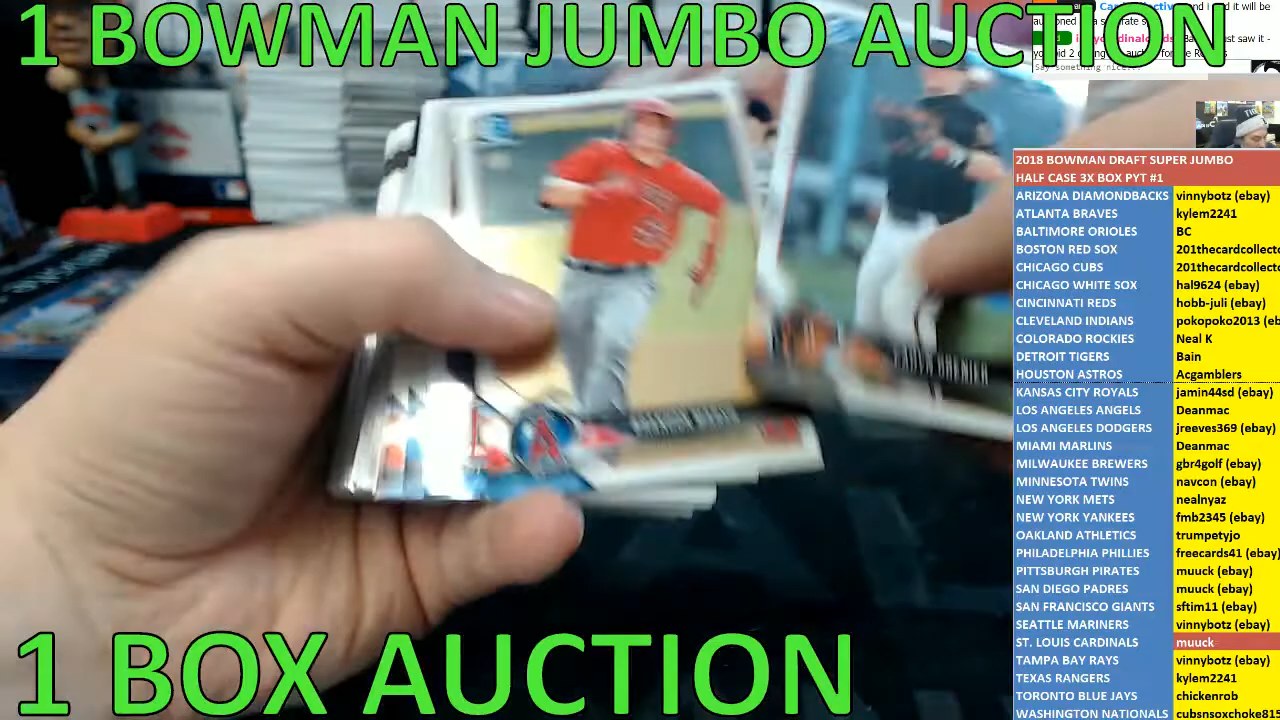 1 BOWMAN JUMBO AUCTION
1 BOX AUCTION
2018 BOWMAN DRAFT SUPER JUMBO
HALF CASE 3X BOX PYT #1
ARIZONA DIAMONDBACKS vinnybotz (ebay)
ATLANTA BRAVES kylem2241
BALTIMORE ORIOLES BC
BOSTON RED SOX 201thecardcollecto
CHICAGO CUBS 201thecardcollecto
CHICAGO WHITE SOX hal9624 (ebay)
CINCINNATI REDS hobb-juli (ebay)
CLEVELAND INDIANS pokopoko2013 (eb
COLORADO ROCKIES Neal K
DETROIT TIGERS Bain
HOUSTON ASTROS Acgamblers
KANSAS CITY ROYALS jamin44sd (ebay)
LOS ANGELES ANGELS Deanmac
LOS ANGELES DODGERS jreeves369 (ebay)
MIAMI MARLINS Deanmac
MILWAUKEE BREWERS gbr4golf (ebay)
MINNESOTA TWINS navcon (ebay)
NEW YORK METS nealnyaz
NEW YORK YANKEES fmb2345 (ebay)
OAKLAND ATHLETICS trumpetyjo
PHILADELPHIA PHILLIES freecards41 (ebay)
PITTSBURGH PIRATES muuck (ebay)
SAN DIEGO PADRES muuck (ebay)
SAN FRANCISCO GIANTS sftim11 (ebay)
SEATTLE MARINERS vinnybotz (ebay)
ST. LOUIS CARDINALS muuck
TAMPA BAY RAYS vinnybotz (ebay)
TEXAS RANGERS kylem2241
TORONTO BLUE JAYS chickenrob
WASHINGTON NATIONALS cubsnsoxchoke815